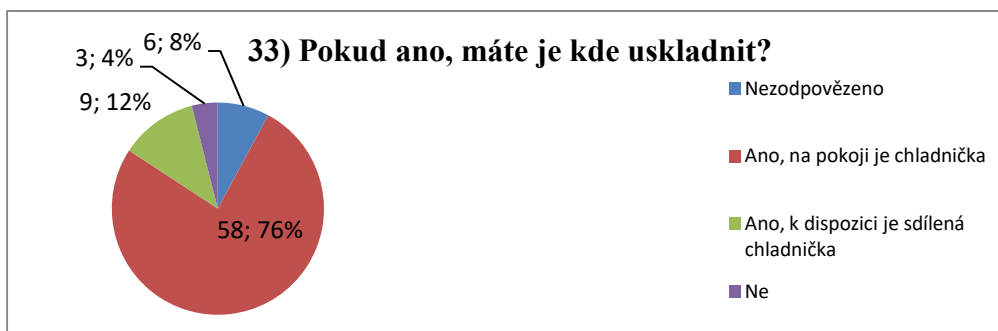 33) Pokud ano, máte je kde uskladnit?
6; 8%
3; 4%
9; 12%
58; 76%
Nezodpovězeno
Ano, na pokoji je chladnička
Ano, k dispozici je sdílená
chladnička
Ne